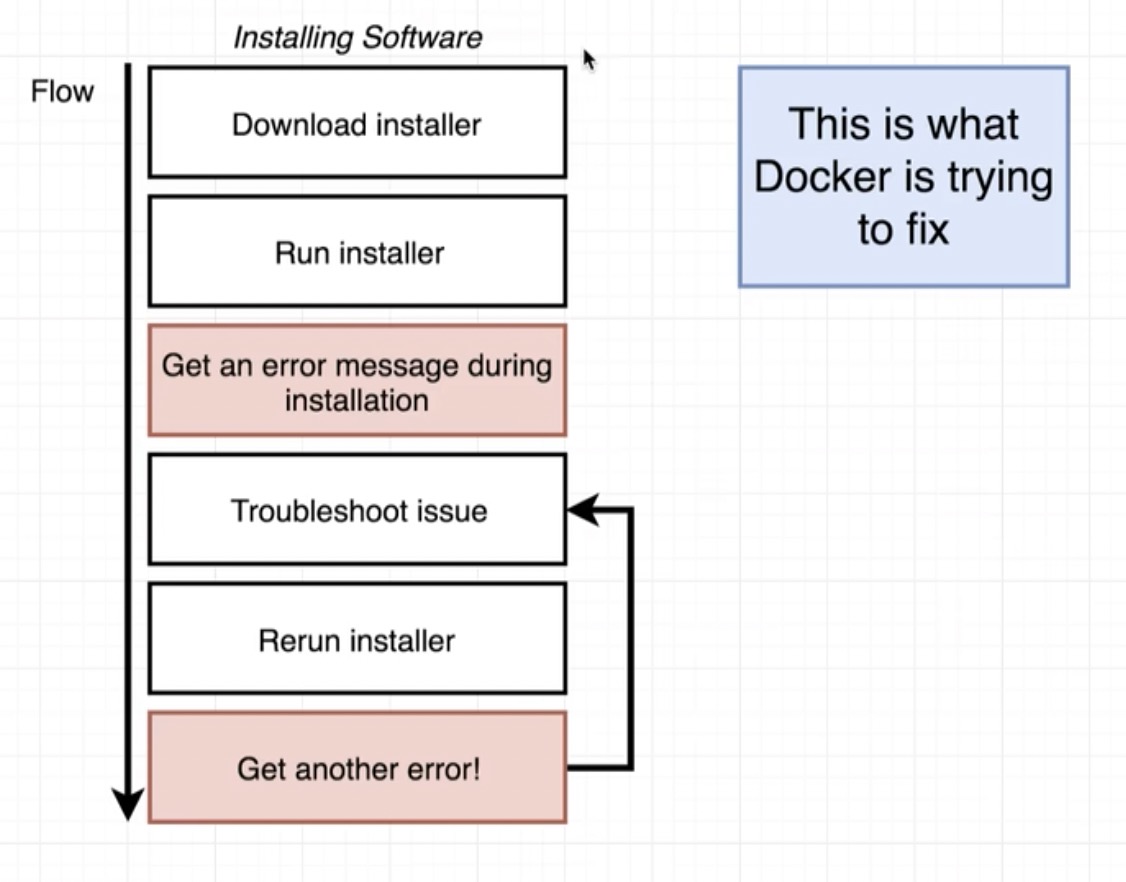 Installing Software
Flow
Download installer
Run installer
Get an error message during
installation
Troubleshoot issue
Rerun installer
Get another error!
This is what
Docker is trying
to fix